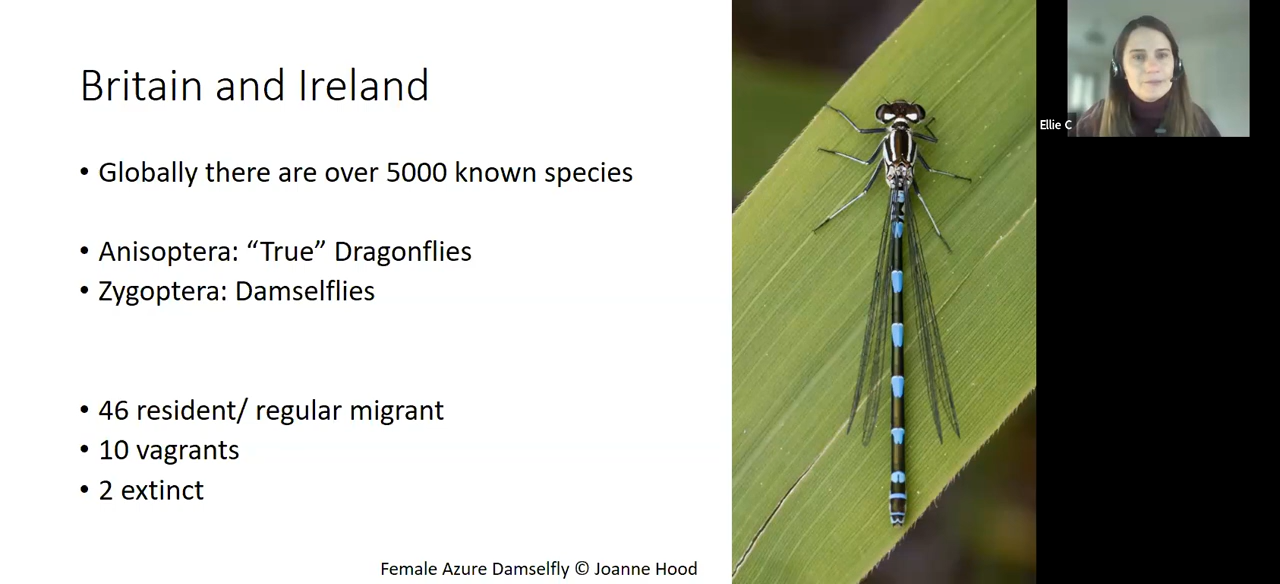 Britain and Ireland
• Globally there are over 5000 known species
• Anisoptera: “True” Dragonflies
• Zygoptera: Damselflies
• 46 resident/ regular migrant
• 10 vagrants
• 2 extinct
Female Azure Damselfly © Joanne Hood
Ellie C